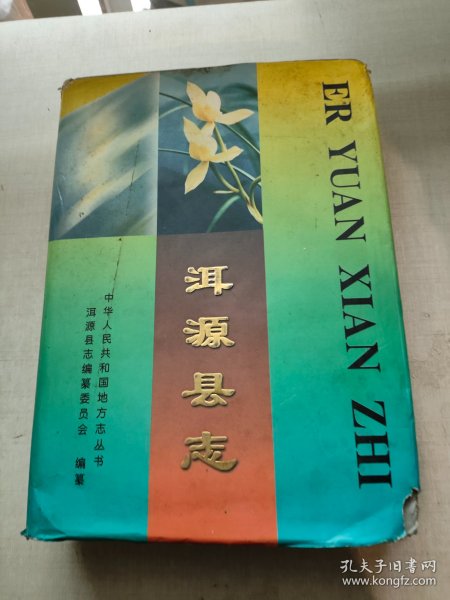 ER YUAN XIAN ZHI
洱源县志
中华人民共和国地方志丛书
洱源县志编纂委员会 编纂
孔夫子旧书网
www.kongfz.com